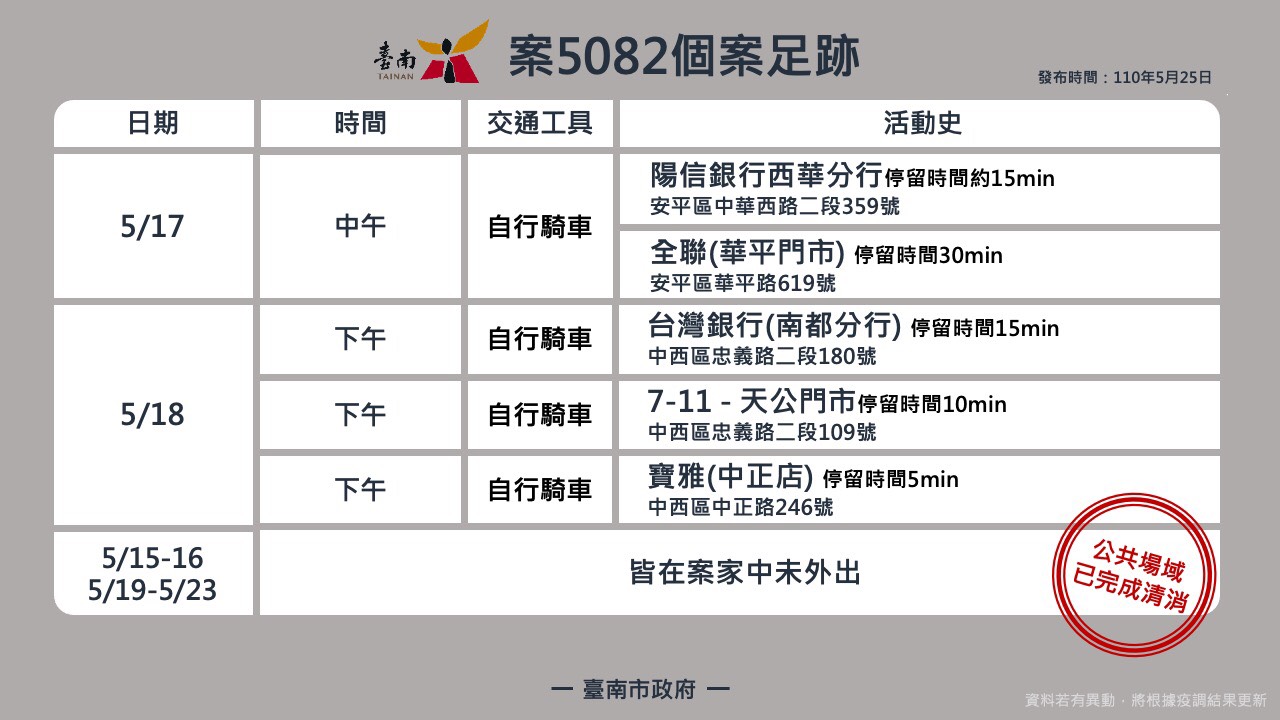 臺南
TAINAN
案5082個案足跡
發布時間：110年5月25日
日期 時間 交通工具 活動史
5/17 中午 自行騎車
陽信銀行西華分行停留時間約15min
安平區中華西路二段359號
全聯(華平門市) 停留時間30min
安平區華平路619號
5/18
下午 自行騎車 台灣銀行(南都分行) 停留時間15min
中西區忠義路二段180號
下午 自行騎車 7-11 - 天公門市停留時間10min
中西區忠義路二段109號
下午 自行騎車 寶雅(中正店) 停留時間5min
中西區中正路246號
5/15-16
5/19-5/23
皆在案家中未外出
公共場域
已完成清消
一 臺南市政府 一
資料若有異動，將根據疫調結果更新